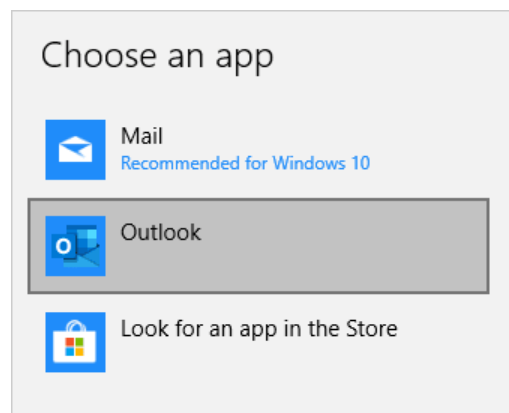 Choose an app
Mail
Recommended for Windows 10
Outlook
Look for an app in the Store